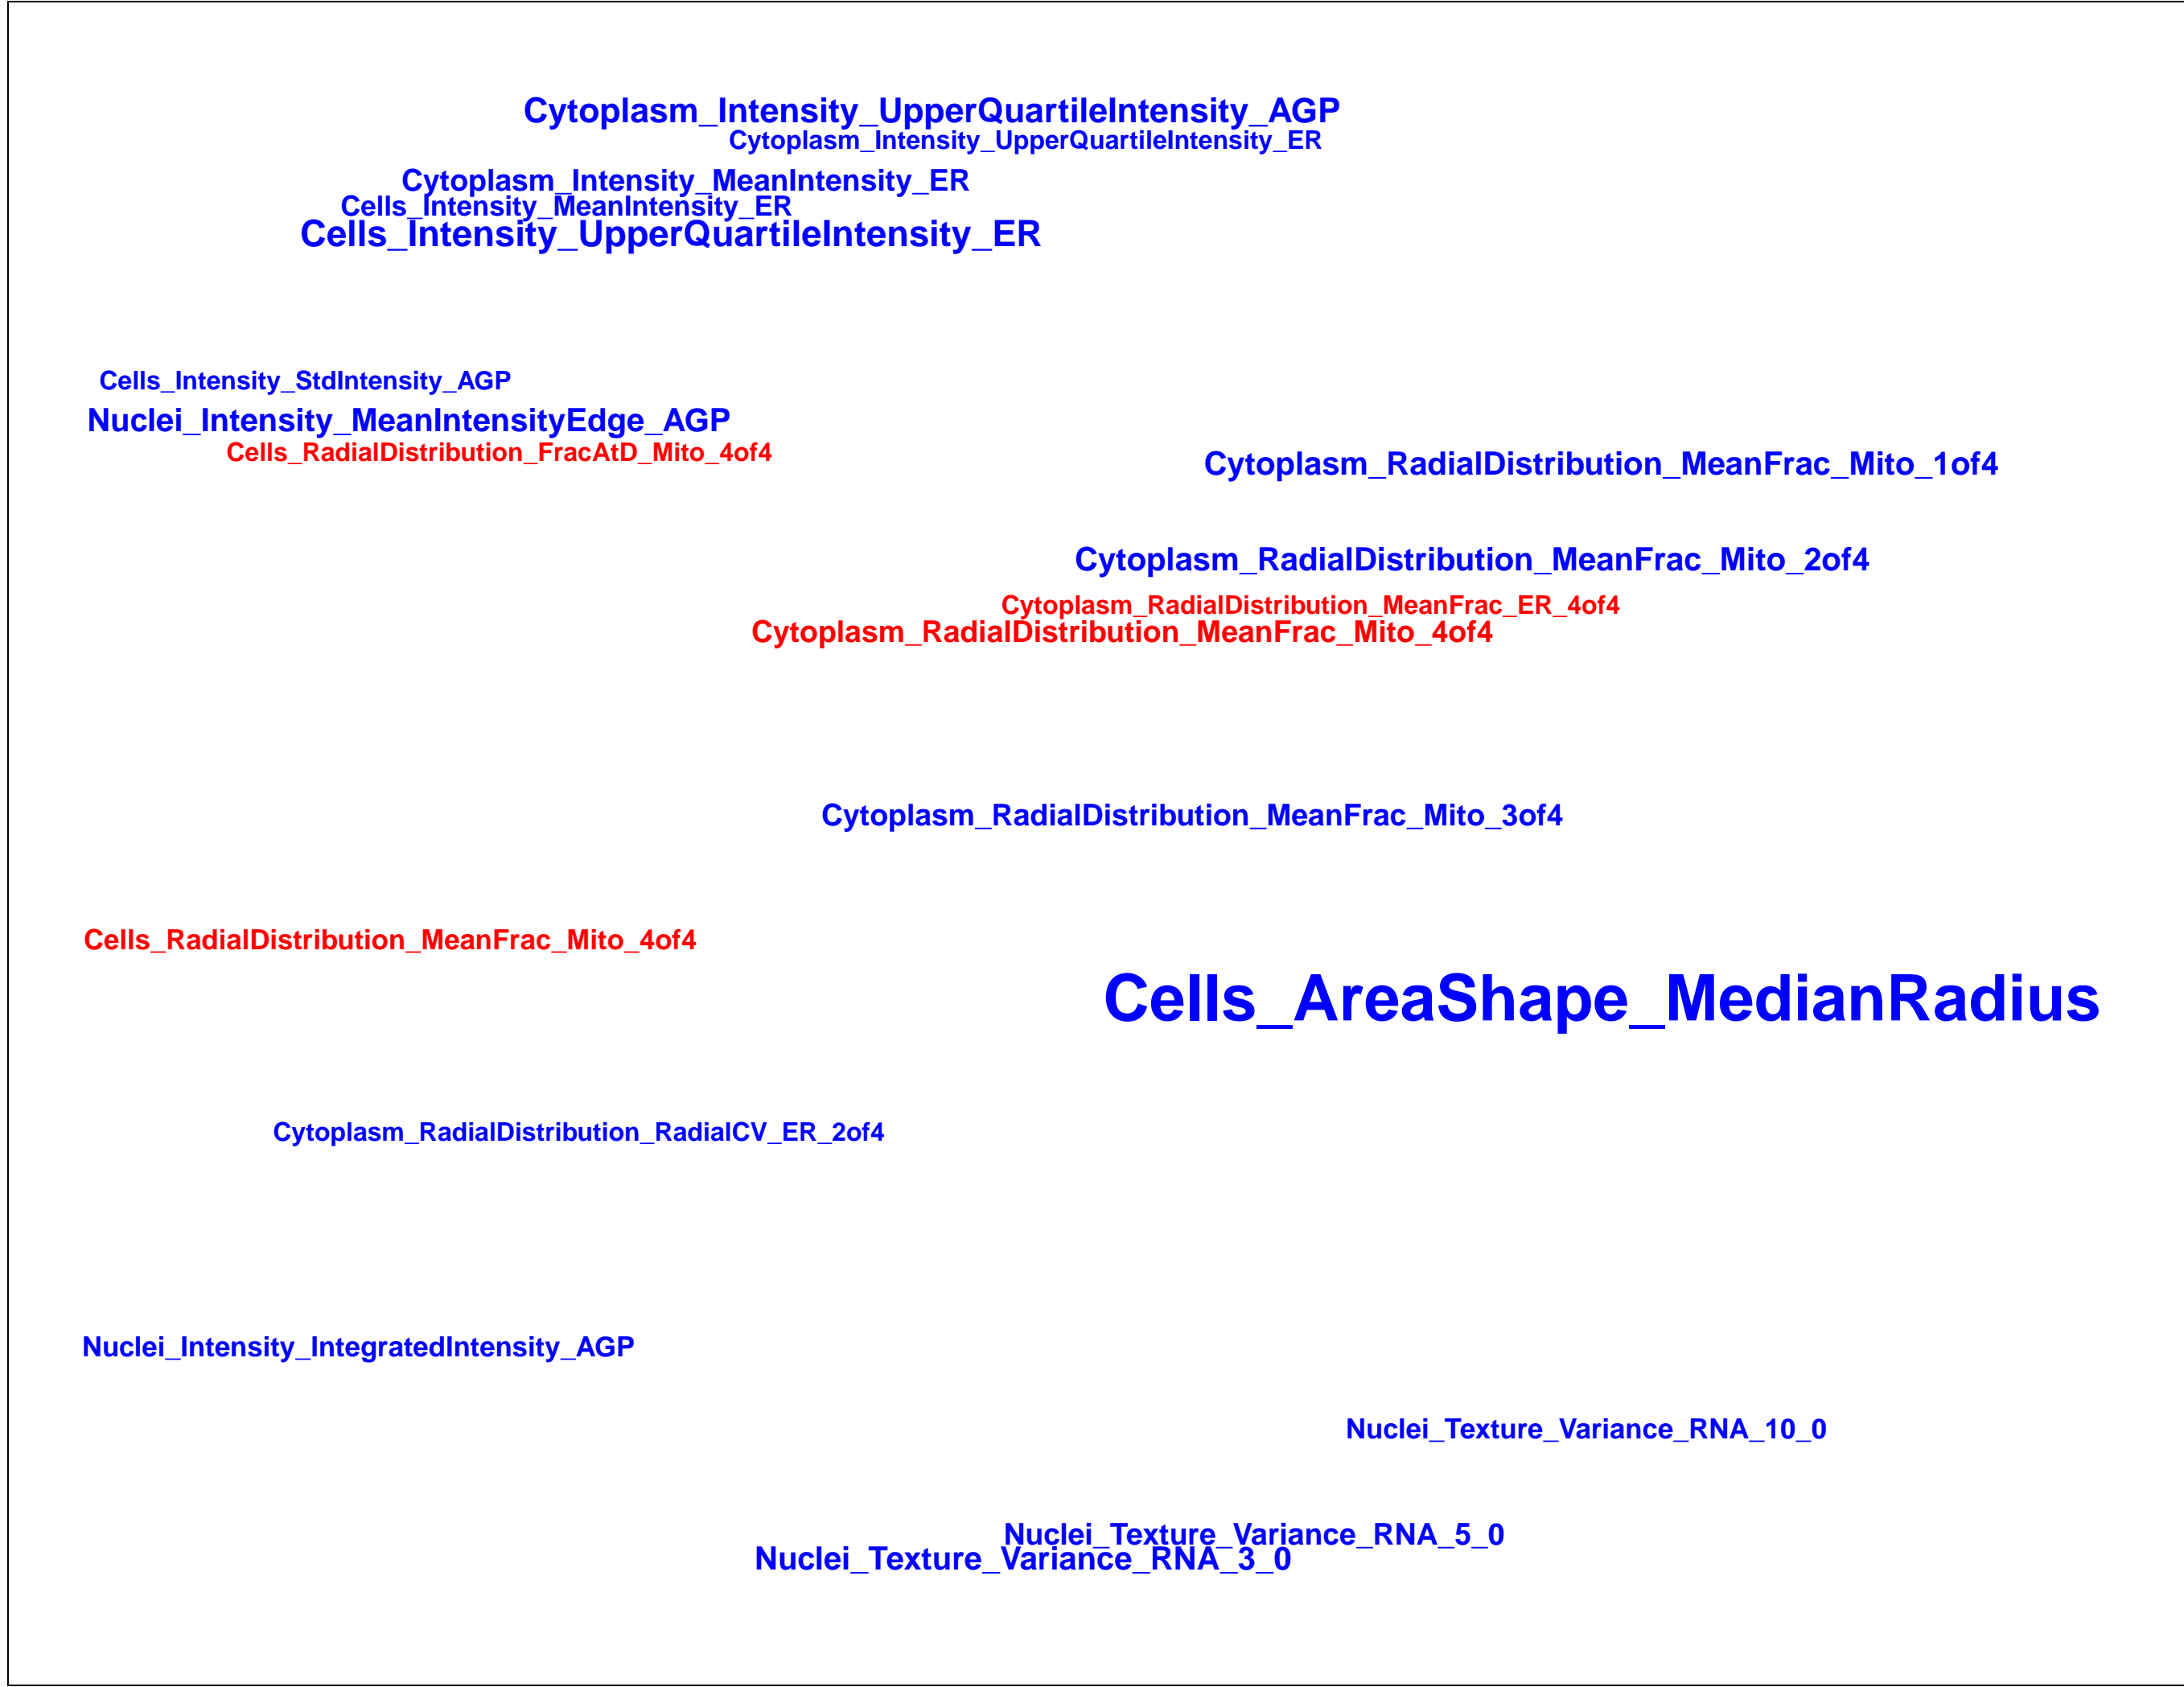 Cytoplasm_Intensity_UpperQuartileIntensity_AGP
Cytoplasm_Intensity_UpperQuartileIntensity_ER
Cytoplasm_Intensity_MeanIntensity_ER
Cells_Intensity_MeanIntensity_ER
Cells_Intensity_UpperQuartileIntensity_ER
Cells_Intensity_StdIntensity_AGP
Nuclei_Intensity_MeanIntensityEdge_AGP
Cells_RadialDistribution_FracAtD_Mito_4of4
Cytoplasm_RadialDistribution_MeanFrac_Mito_1of4
Cytoplasm_RadialDistribution_MeanFrac_Mito_2of4
Cytoplasm_RadialDistribution_MeanFrac_ER_4of4
Cytoplasm_RadialDistribution_MeanFrac_Mito_4of4
Cytoplasm_RadialDistribution_MeanFrac_Mito_3of4
Cells_RadialDistribution_MeanFrac_Mito_4of4
Cells_AreaShape_MedianRadius
Cytoplasm_RadialDistribution_RadialCV_ER_2of4
Nuclei_Intensity_IntegratedIntensity_AGP
Nuclei_Texture_Variance_RNA_10_0
Nuclei_Texture_Variance_RNA_5_0
Nuclei_Texture_Variance_RNA_3_0